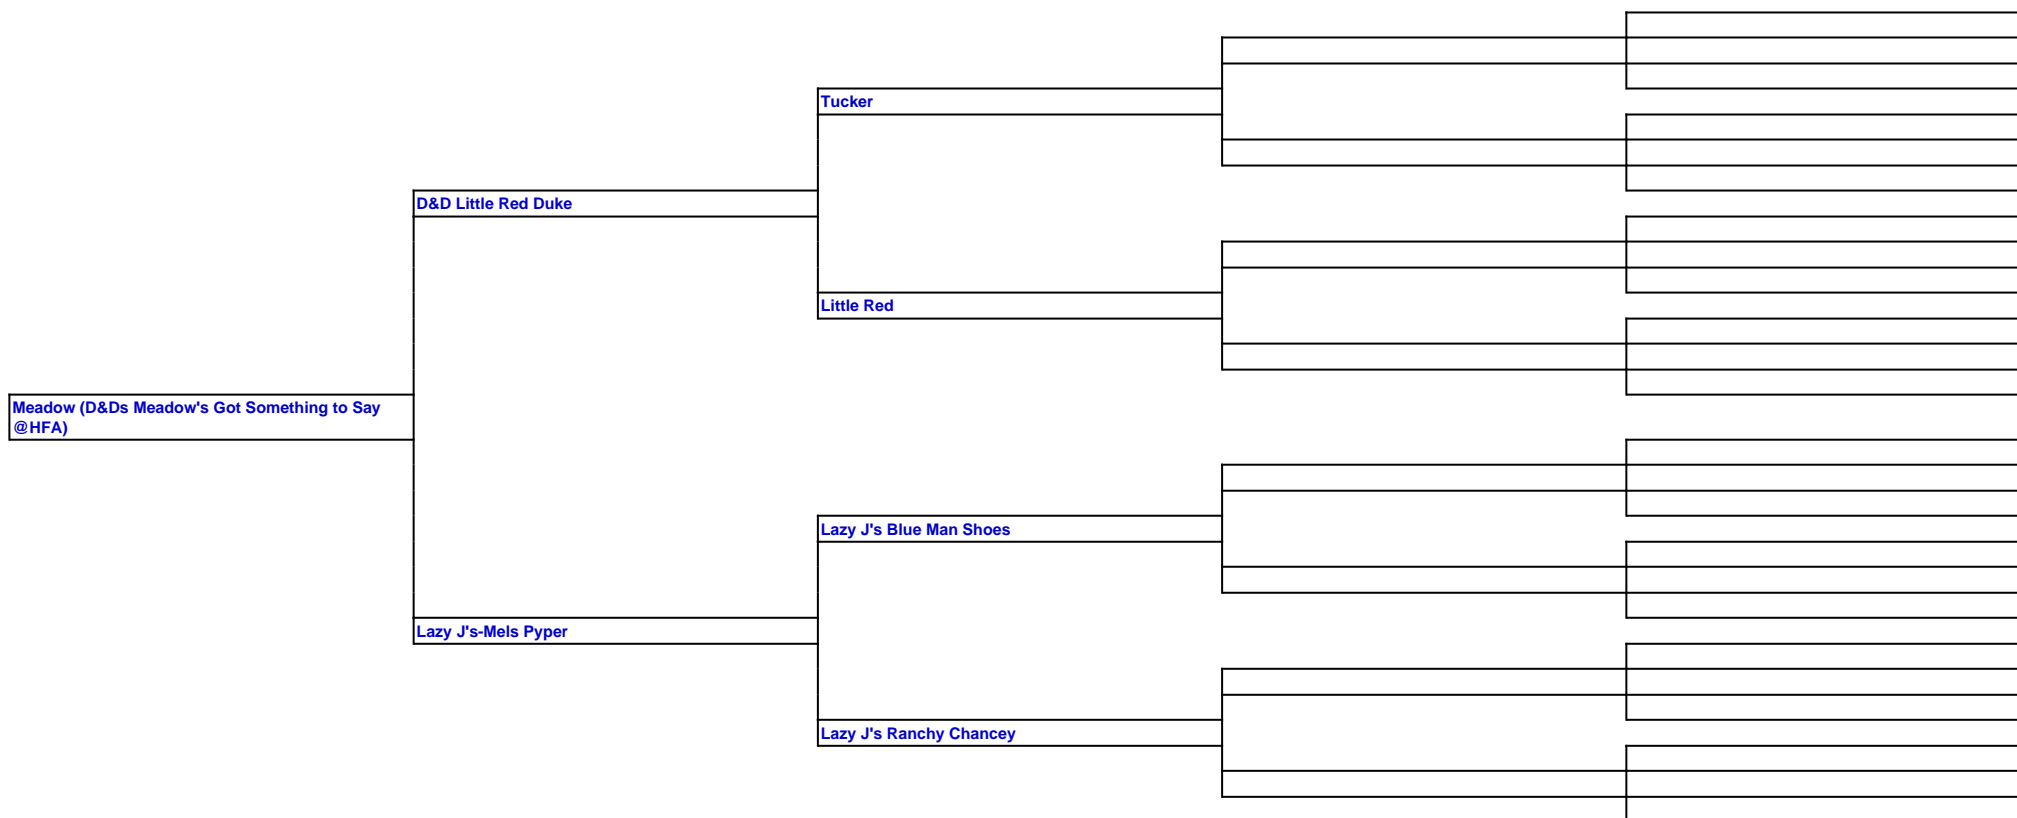 Tucker
D&D Little Red Duke
Little Red
Meadow (D&Ds Meadow's Got Something to Say
@HFA)
Lazy J's Blue Man Shoes
Lazy J's-Mels Pyper
Lazy J's Ranchy Chancey